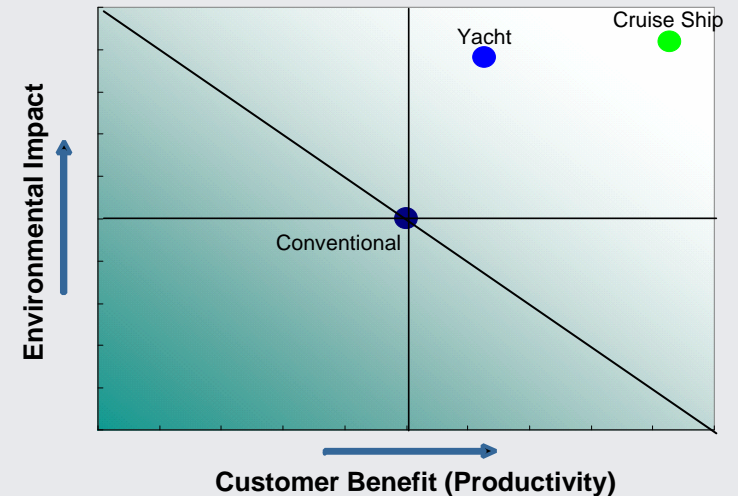 Cruise Ship
Yacht
Environmental Impact
Conventional
Customer Benefit (Productivity)